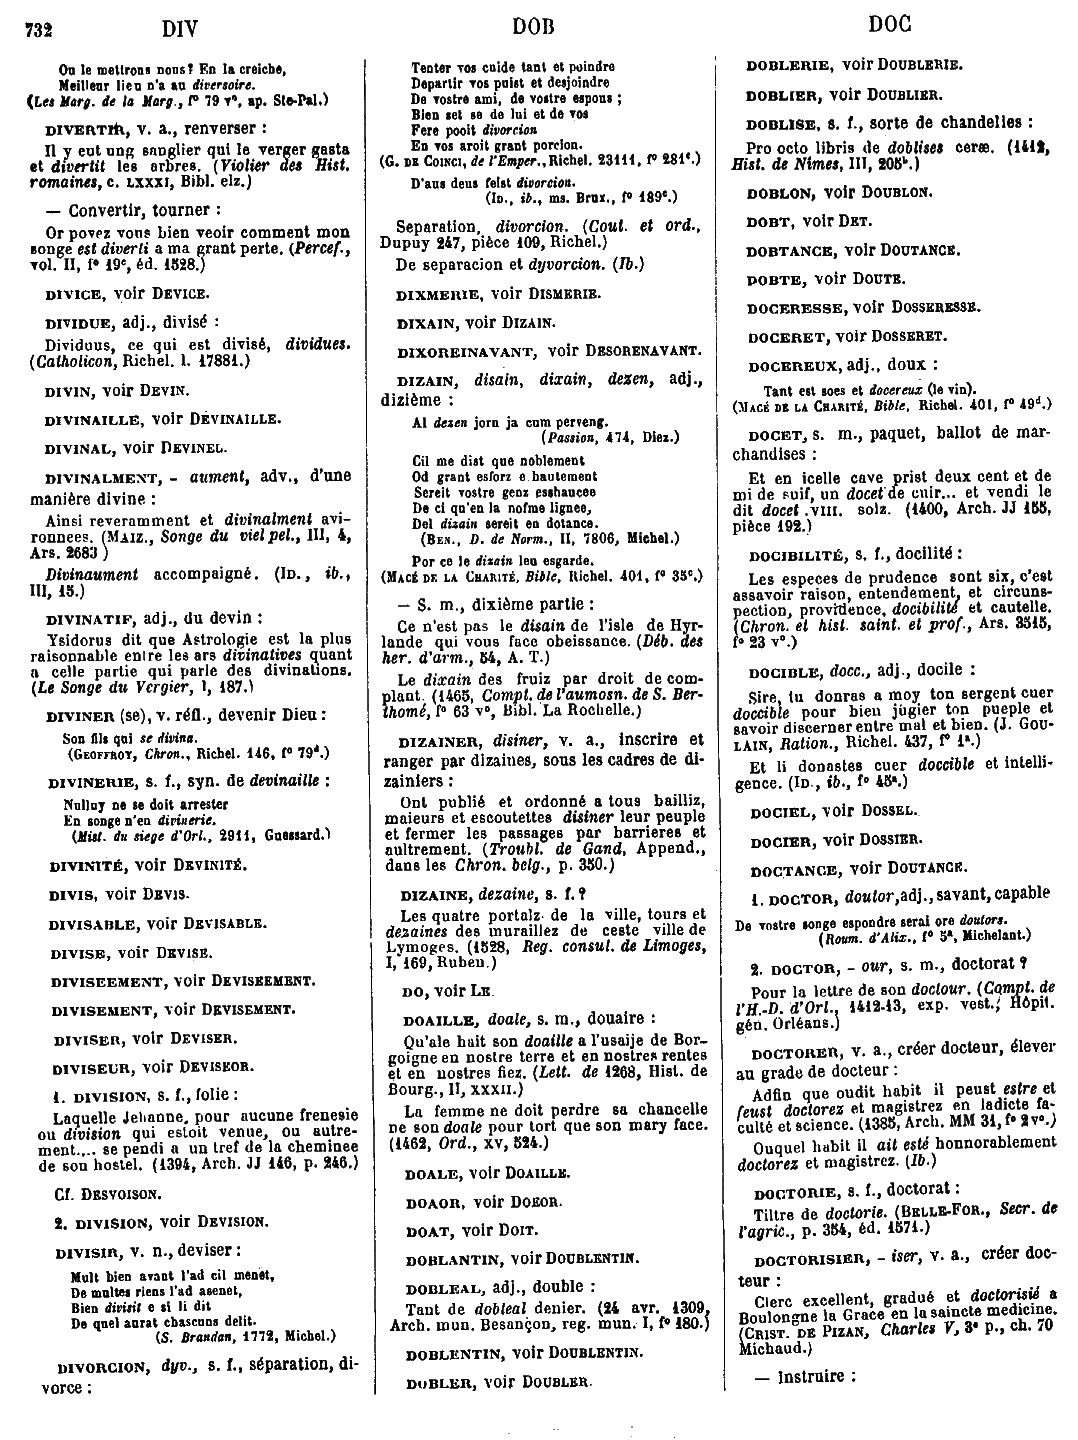 732 DIV DOB DOC
Ou le mettrons nous? En la creiche,
Meilleur lieu n'a au diversoire.
(Les Marg. de la Marg., f° 79 v°, ap. Ste-Pal.)
DIVERTIR, v. a., renverser :
Il y eut ung sanglier qui le verger gasta
et divertit les arbres. (Violier des Hist.
romaines, c. LXXXI, Bibl. elz.)
— Convertir, tourner :
Or povez vous bien veoir comment mon
songe est diverti a ma grant perte. (Percef.,
vol. II, f° 19c, éd. 1528.)
DIVICE, voir DEVICE.
DIVIDUE, adj., divisé :
Dividuus, ce qui est divisé, dividues.
(Catholicon, Richel. l. 17881.)
DIVIN, voir DEVIN.
DIVINAILLE, voir DEVINAILLE.
DIVINAL, voir DEVINEL.
DIVINALMENT, - aument, adv., d'une
manière divine :
Ainsi reveramment et divinalment avi-
ronnees. (MAIZ., Songe du viel pel., III, 4,
Ars. 2683)
Divinaument accompaigné. (ID., ib.,
III, 15.)
DIVINATIF, adj., du devin :
Ysidorus dit que Astrologie est la plus
raisonnable entre les ars divinatives quant
a celle partie qui parle des divinations.
(Le Songe du Vergier, I, 187.)
DIVINER (se), v. réfl., devenir Dieu :
Son fils qui se divina.
(GEOFFROY, Chron., Richel. 146, f° 79d.)
DIVINERIE, s. f., syn. de devinaille :
Nulluy ne se doit arrester
En songe n'en divinerie.
(Mist. du siege d'Orl., 2911, Guessard.)
DIVINITÉ, voir DEVINITÉ.
DIVIS, voir DEVIS.
DIVISABLE, voir DEVISABLE.
DIVISE, voir DEVISE.
DIVISEEMENT, voir DEVISEEMENT.
DIVISEMENT, voir DEVISEMENT.
DIVISER, voir DEVISER.
DIVISEUR, voir DEVISEOR.
1. DIVISION, s. f., folie :
Laquelle Jehanne, pour aucune frenesie
ou division qui estoit venue, ou autre-
ment.... se pendi a un tref de la cheminee
de son hostel. (1394, Arch. JJ 146, p. 246.)
Cf. DESVOISON.
2. DIVISION, voir DEVISION.
DIVISIR, v. n., deviser :
Mult bien avant l'ad cil menet,
De multes riens l'ad asenet,
Bien divisit e si li dit
De quel aurat chascuns delit.
(S. Brandan, 1772, Michel.)
DIVORCION, dyv., s. f., séparation, di-
vorce :
Tenter vos cuide tant et poindre
Departir vos puist et desjoindre
De vostre ami, de vostre espous ;
Bien set se de lui et de vos
Fere pooit divorcion
En vos aroit grant porcion.
(G. DE COINCI, de l'Emper., Richel. 23111, f° 281e.)
D'aus deus feist divorcion.
(ID., ib., ms. Brux., f° 189c.)
Separation, divorcion. (Cout. et ord.,
Dupuy 247, pièce 109, Richel.)
De separacion et dyvorcion. (Ib.)
DIXMERIE, voir DISMERIE.
DIXAIN, voir DIZAIN.
DIXOREINAVANT, voir DESORENAVANT.
DIZAIN, disain, dixain, dezen, adj.,
dizième :
Al dezen jorn ja cum perveng.
(Passion, 474, Diez.)
Cil me dist que noblement
Od grant esforz e hautement
Sereit vostre genz esshaucee
De ci qu'en la nofme lignee,
Del dizain sereit en dotance.
(BEN., D. de Norm., II, 7806, Michel.)
Por ce le dizain leu esgarde.
(MACÉ DE LA CHARITÉ, Bible, Richel. 401, f° 35c.)
— S. m., dixième partie :
Ce n'est pas le disain de l'isle de Hyr-
lande qui vous face obeissance. (Déb. des
her. d'arm., 54, A. T.)
Le dixain des fruiz par droit de com-
plant. (1465, Compt. de l'aumosn. de S. Ber-
thomé, f° 63 v°, Bibl. La Rochelle.)
DIZAINER, disiner, v. a., inscrire et
ranger par dizaines, sous les cadres de di-
zainiers :
Ont publié et ordonné a tous bailliz,
maieurs et escoutettes disiner leur peuple
et fermer les passages par barrieres et
aultrement. (Troubl. de Gand, Append.,
dans les Chron. belg., p. 350.)
DIZAINE, dezaine, s. f. ?
Les quatre portalz de la ville, tours et
dezaines des muraillez de ceste ville de
Lymoges. (1528, Reg. consul. de Limoges,
I, 169, Ruben.)
DO, voir LE.
DOAILLE, doale, s. m., douaire :
Qu'ale hait son doaille a l'usaije de Bor-
goigne en nostre terre et en nostres rentes
et en nostres fiez. (Lett. de 1268, Hist. de
Bourg., II, XXXII.)
La femme ne doit perdre sa chancelle
ne son doale pour tort que son mary face.
(1462, Ord., XV, 524.)
DOALE, voir DOAILLE.
DOAOR, voir DOEOR.
DOAT, voir DOIT.
DOBLANTIN, voir DOUBLENTIN.
DOBLEAL, adj., double :
Tant de dobleal denier. (24 avr. 1309,
Arch. mun. Besançon, reg. mun. I, f° 180.)
DOBLENTIN, voir DOUBLENTIN.
DOBLER, voir DOUBLER.
DOBLERIE, voir DOUBLERIE.
DOBLIER, voir DOUBLIER.
DOBLISE, s. f., sorte de chandelles :
Pro octo libris de doblises ceræ. (1412,
Hist. de Nimes, III, 205b.)
DOBLON, voir DOUBLON.
DOBT, voir DET.
DOBTANCE, voir DOUTANCE.
DOBTE, voir DOUTE.
DOCERESSE, voir DOSSERESSE.
DOCERET, voir DOSSERET.
DOCEREUX, adj., doux :
Tant est soes et docereux (le vin).
(MACÉ DE LA CHARITÉ, Bible, Richel. 401, f° 49d.)
DOCET, s. m., paquet, ballot de mar-
chandises :
Et en icelle cave prist deux cent et de
mi de suif, un docet de cuir... et vendi le
dit docet .VIII. solz. (1400, Arch. JJ 155,
pièce 192.)
DOCIBILITÉ, s. f., docilité :
Les especes de prudence sont six, c'est
assavoir raison, entendement, et circuns-
pection, providence, docibilité et cautelle.
(Chron. et hist. saint. et prof., Ars. 3515,
f° 23 v°.)
DOCIBLE, docc., adj., docile :
Sire, tu donras a moy ton sergent cuer
doccible pour bien jugier ton pueple et
savoir discerner entre mal et bien. (J. GOU-
LAIN, Ration., Richel. 437, f° 1a.)
Et li donastes cuer doccible et intelli-
gence. (ID., ib., f° 45a.)
DOCIEL, voir DOSSEL.
DOCIER, voir DOSSIER.
DOCTANCE, voir DOUTANCE.
1. DOCTOR, doutor, adj., savant, capable
De vostre songe espondre serai ore doutors.
(Roum. d'Alix., f° 5a, Michelant.)
2. DOCTOR, - our, s. m., doctorat ?
Pour la lettre de son doctour. (Compt. de
l'H.-D. d'Orl., 1412-13, exp. vest., Hôpit.
gén. Orléans.)
DOCTORER, v. a., créer docteur, élever
au grade de docteur :
Adfin que oudit habit il peust estre et
feust doctorez et magistrez en ladicte fa-
culté et science. (1385, Arch. MM 31, f° 2 v°.)
Ouquel habit il ait esté honnorablement
doctorez et magistrez. (Ib.)
DOCTORIE, s. f., doctorat :
Tiltre de doctorie. (BELLE-FOR., Secr. de
l'agric., p. 354, éd. 1571.)
DOCTORISIER, - iser, v. a., créer doc-
teur :
Clerc excellent, gradué et doctorisié a
Boulongne la Grace en la saincte medicine.
(CRIST. DE PIZAN, Charles V, 3e p., ch. 70
Michaud.)
— Instruire :